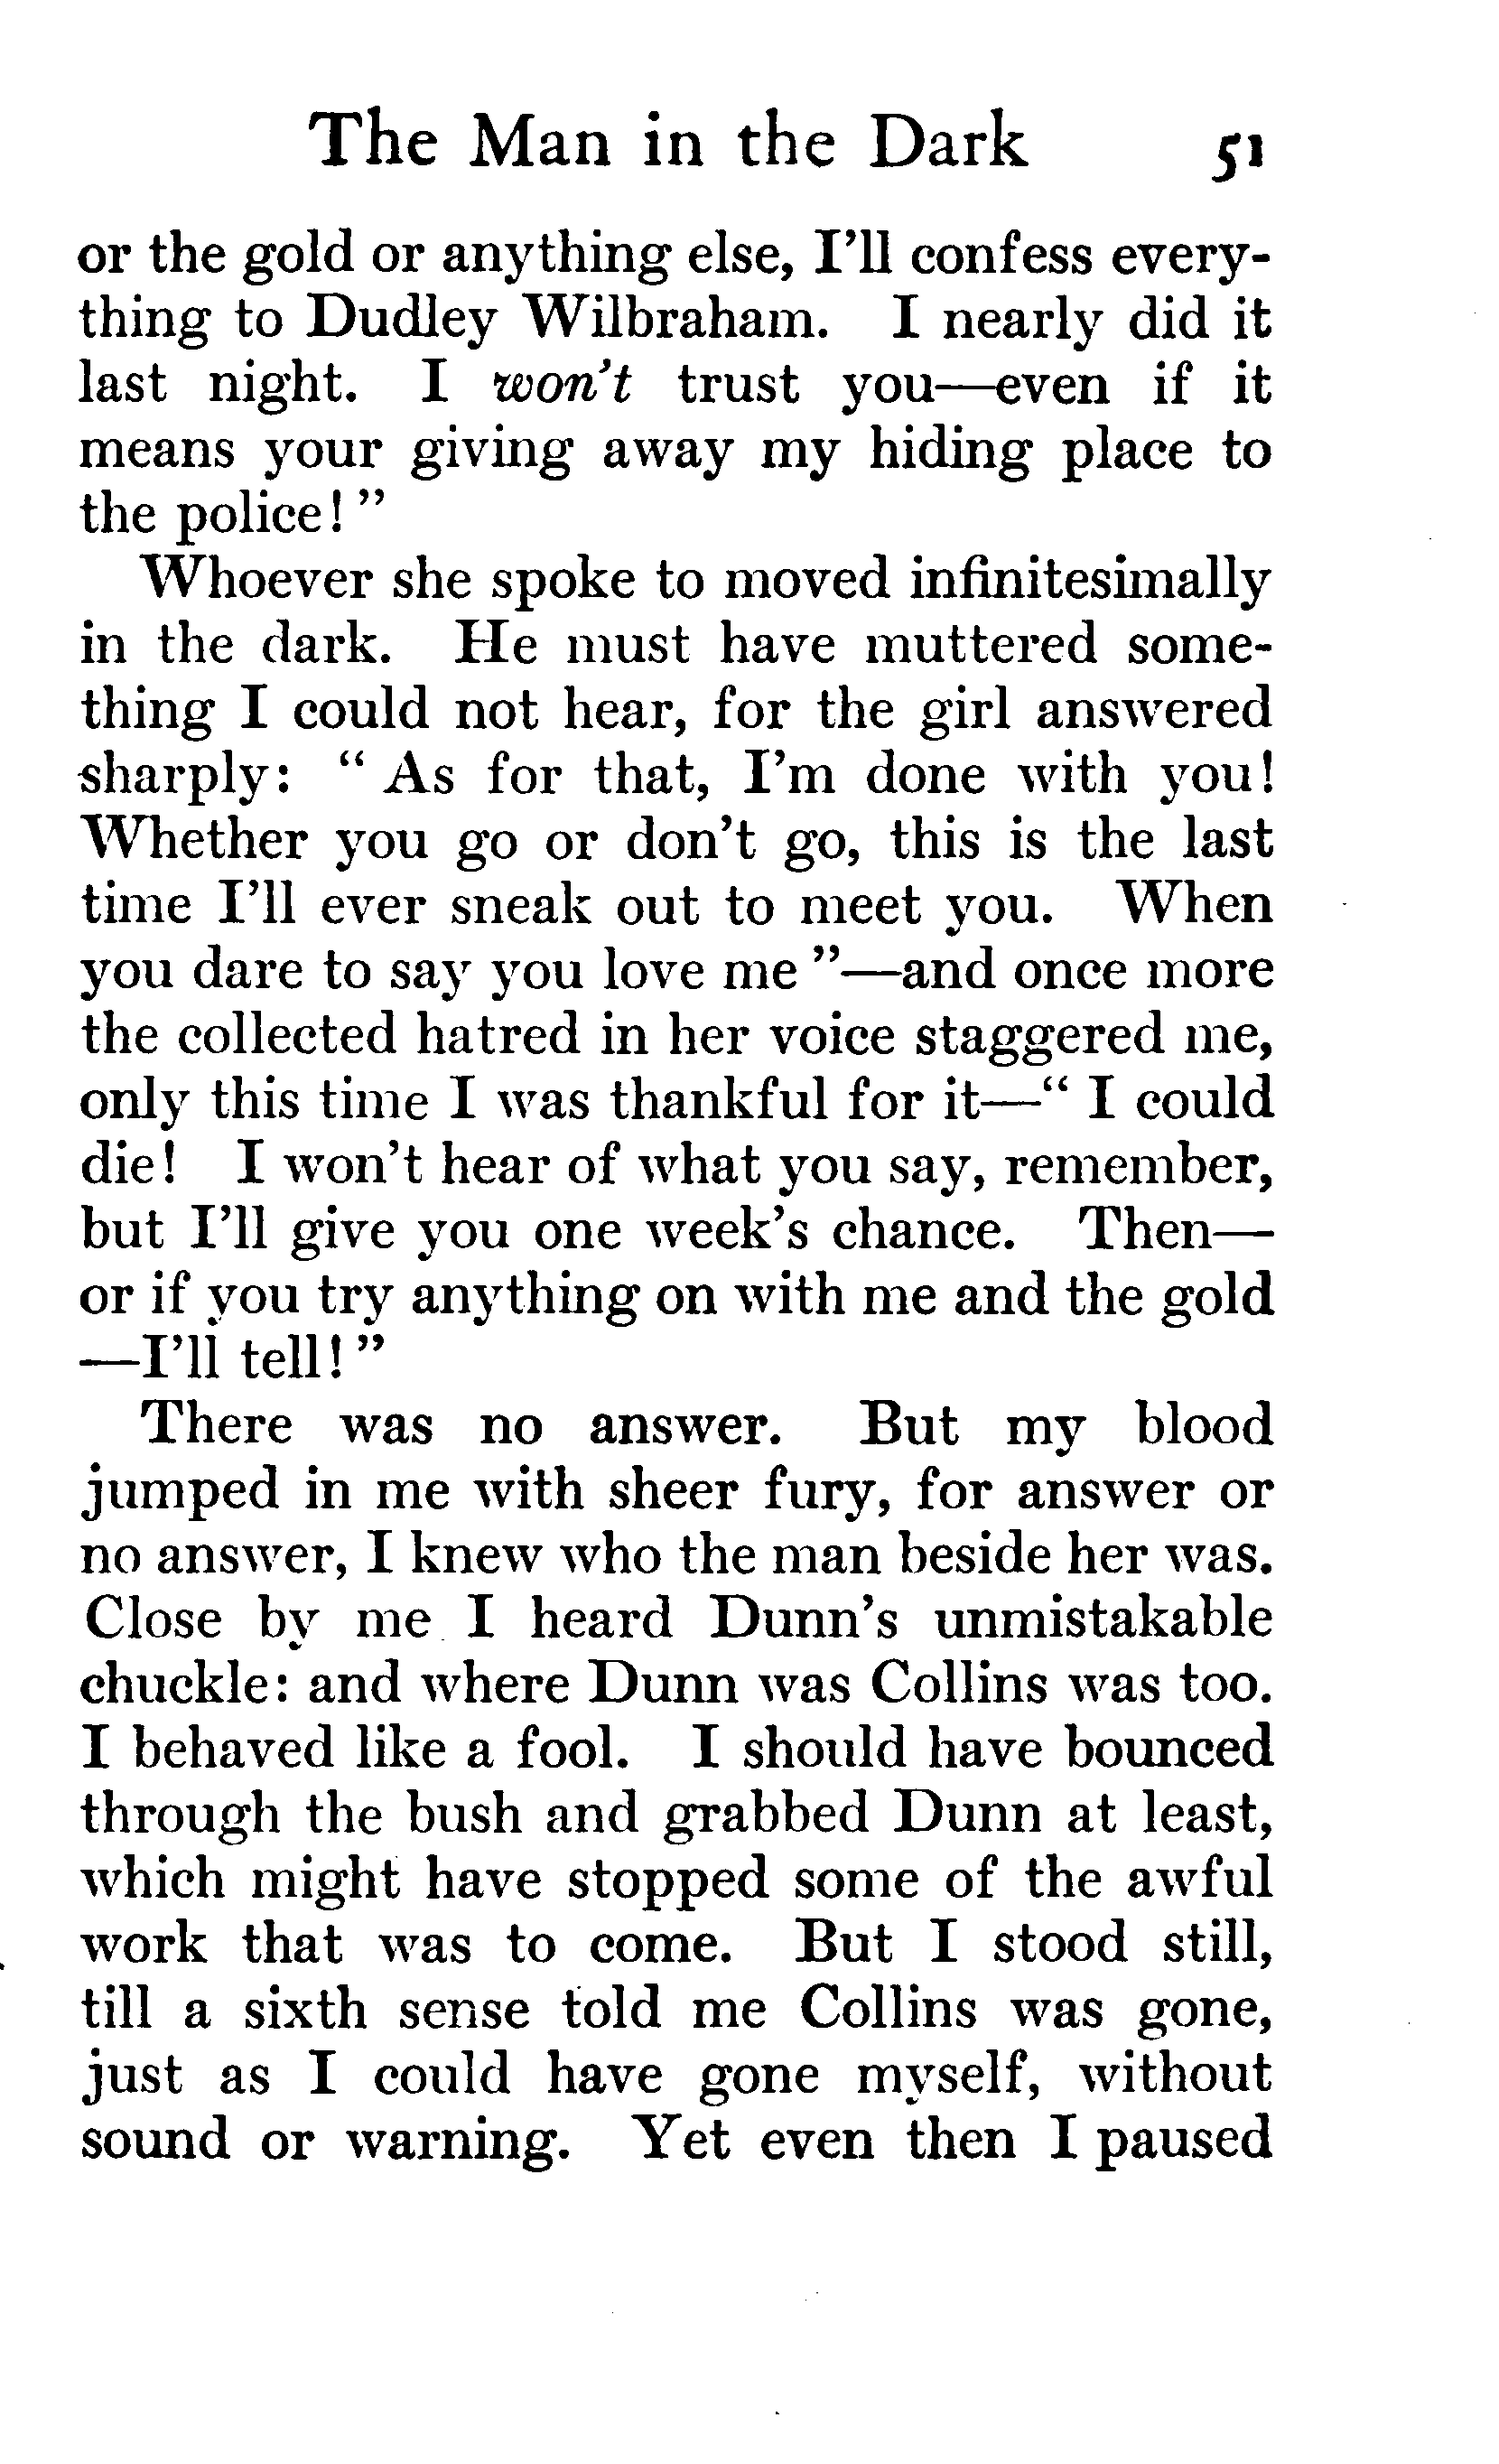 The Man in the Dark 51
or the gold or anything else, I'll confess every-
thing to Dudley Wilbraham. I nearly did it
last night. I won't trust you—even if it
means your giving away my hiding place to
the police! "
Whoever she spoke to moved infinitesimally
in the dark. He must have muttered some-
thing I could not hear, for the girl answered
sharply: " As for that, I'm done with you!
Whether you go or don't go, this is the last
time I'll ever sneak out to meet you. When
you dare to say you love me "—and once more
the collected hatred in her voice staggered me,
only this time I was thankful for it—" I could
die! I won't hear of what you say, remember,
but I'll give you one week's chance. Then—
or if you try anything on with me and the gold
—I'll tell! "
There was no answer. But my blood
jumped in me with sheer fury, for answer or
no answer, I knew who the man beside her was.
Close by me I heard Dunn's unmistakable
chuckle: and where Dunn was Collins was too.
I behaved like a fool. I should have bounced
through the bush and grabbed Dunn at least,
which might have stopped some of the awful
work that was to come. But I stood still,
till a sixth sense told me Collins was gone,
just as I could have gone myself, without
sound or warning. Yet even then I paused